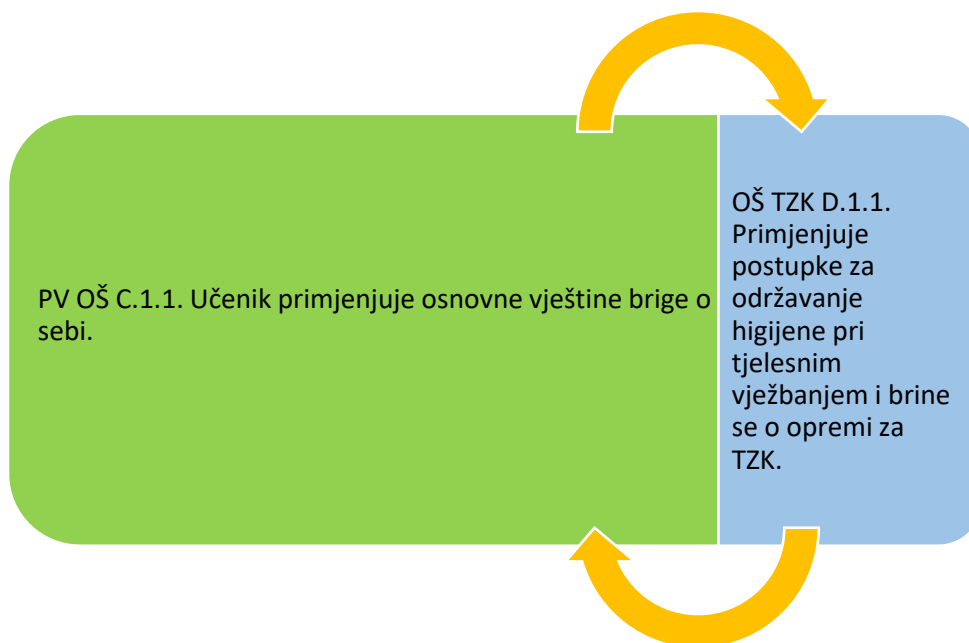 PV OŠ C.1.1. Učenik primjenjuje osnovne vještine brige o
sebi.
OŠ TZK D.1.1.
Primjenjuje
postupke za
održavanje
higijene pri
tjelesnim
vježbanjem i brine
se o opremi za
TZK.